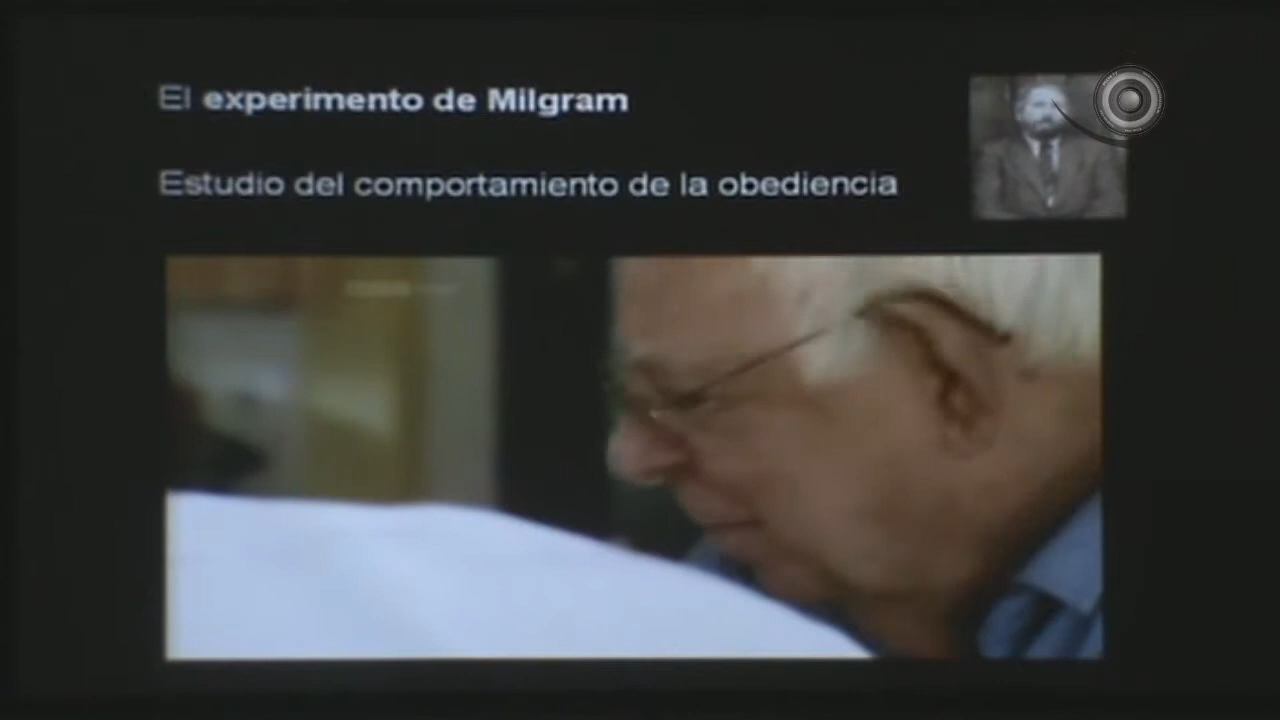 El experimento de Milgram
Estudio del comportamiento de la obediencia